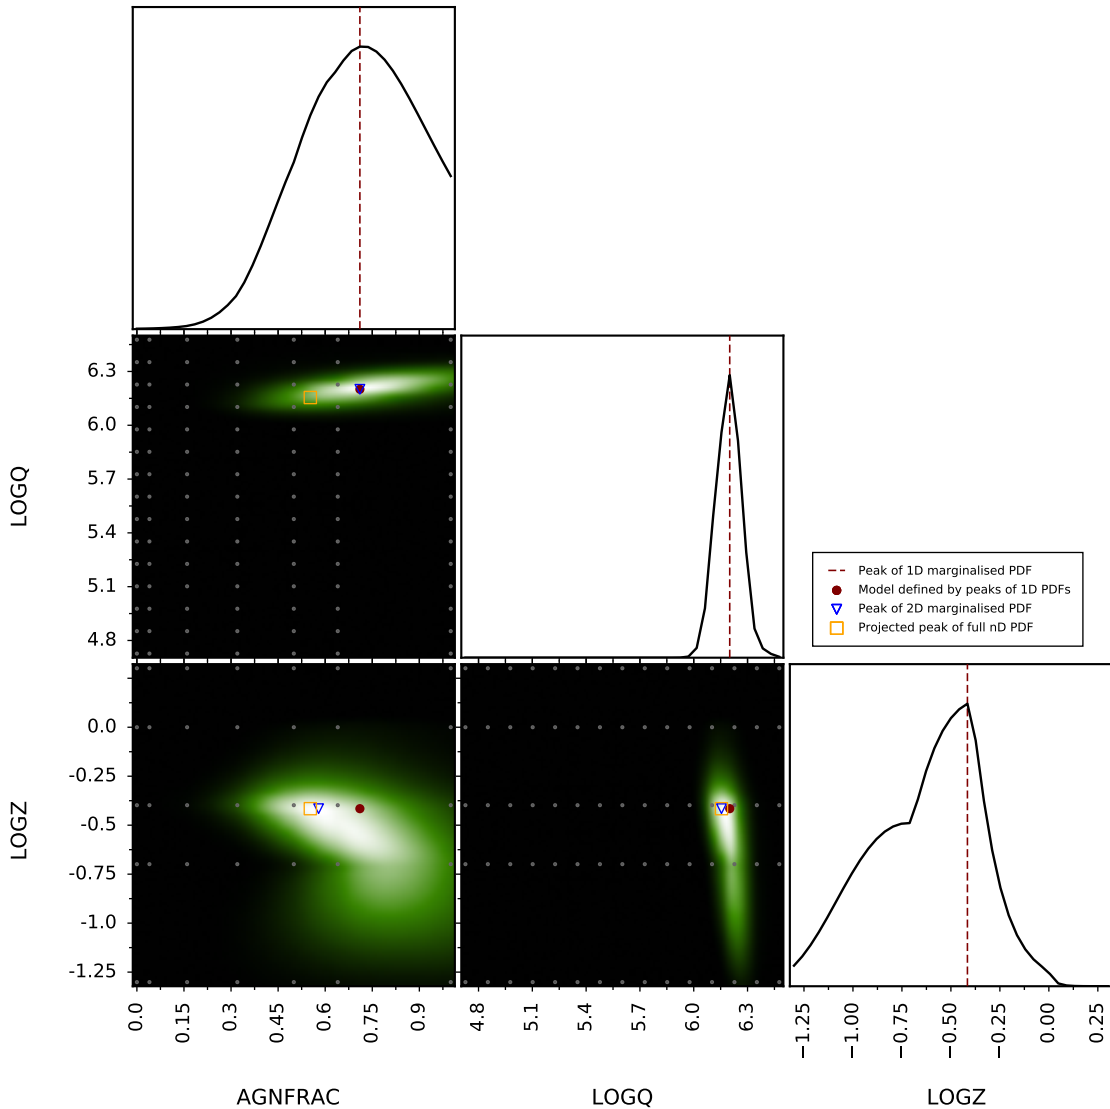 6.3
6.0
5.7
5.4
5.1
4.8
LOGQ
Peak of 1D marginalised PDF
Model defined by peaks of 1D PDFs
Peak of 2D marginalised PDF
Projected peak of full nD PDF
0.0
-0.25
-0.5
-0.75
-1.0
-1.25
LOGZ
0.0 0.15 0.3 0.45 0.6 0.75 0.9
4.8 5.1 5.4 5.7 6.0 6.3
−1.25 −1.00 −0.75 −0.50 −0.25 0.00 0.25
AGNFRAC
LOGQ
LOGZ